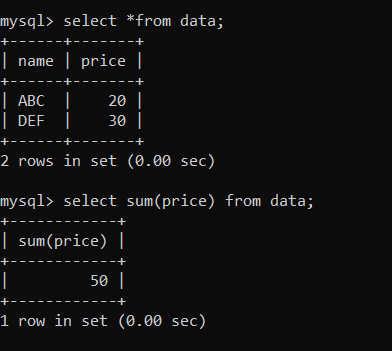 mysql> select *from data;
+------+-------+
| name | price |
+------+-------+
| ABC  |    20 |
| DEF  |    30 |
+------+-------+
2 rows in set (0.00 sec)

mysql> select sum(price) from data;
+------------+
| sum(price) |
+------------+
|         50 |
+------------+
1 row in set (0.00 sec)